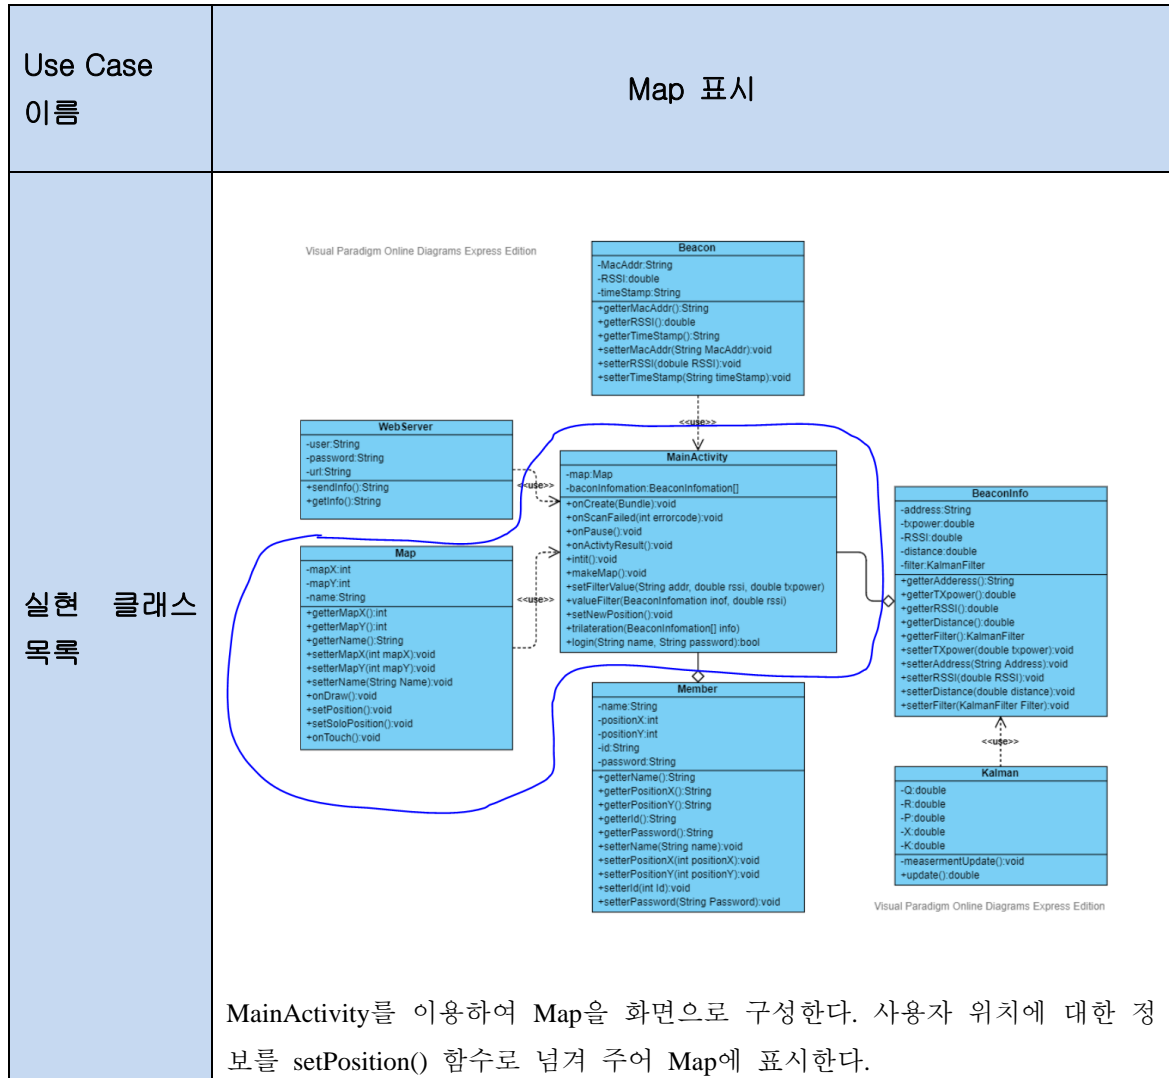 Use Case
이름
Map 표시
실현 클래스
목록
Visual Paradigm Online Diagrams Express Edition
Beacon
-MacAddr:String
-RSSI:double
-timeStamp:String
+getterMacAddr():String
+getterRSSI():double
+getterTimeStamp():String
+setterMacAddr(String MacAddr):void
+setterRSSI(dobule RSSI):void
+setterTimeStamp(String timeStamp):void
<<use>>
WebServer
-user:String
-password:String
-url:String
+sendInfo():String
+getInfo():String
<<use>>
MainActivity
-map:Map
-baconInfomation:BeaconInfomation[]
+onCreate(Bundle):void
+onScanFailed(int errorcode):void
+onPause():void
+onActivtyResult():void
+intit():void
+makeMap():void
+setFilterValue(String addr, double rssi, double txpower)
+valueFilter(BeaconInfomation inof, double rssi)
+setNewPosition():void
+trilateration(BeaconInfomation[] info)
+login(String name, String password):bool
Map
-mapX:int
-mapY:int
-name:String
+getterMapX():int
+getterMapY():int
+getterName():String
+setterMapX(int mapX):void
+setterMapY(int mapY):void
+setterName(String Name):void
+onDraw():void
+setPosition():void
+setSoloPosition():void
+onTouch():void
<<use>>
BeaconInfo
-address:String
-txpower:double
-RSSI:double
-distance:double
-filter:KalmanFilter
+getterAdderess():String
+getterTXpower():double
+getterRSSI():double
+getterDistance():double
+getterFilter():KalmanFilter
+setterTXpower(double txpower):void
+setterAddress(String Address):void
+setterRSSI(double RSSI):void
+setterDistance(double distance):void
+setterFilter(KalmanFilter Filter):void
<<use>>
Member
-name:String
-positionX:int
-positionY:int
-id:String
-password:String
+getterName():String
+getterPositionX():String
+getterPositionY():String
+getterId():String
+getterPassword():String
+setterName(String name):void
+setterPositionX(int positionX):void
+setterPositionY(int positionY):void
+setterId(int Id):void
+setterPassword(String Password):void
Kalman
-Q:double
-R:double
-P:double
-X:double
-K:double
-measermentUpdate():void
+update():double
Visual Paradigm Online Diagrams Express Edition
MainActivity를 이용하여 Map을 화면으로 구성한다. 사용자 위치에 대한 정
보를 setPosition() 함수로 넘겨 주어 Map에 표시한다.